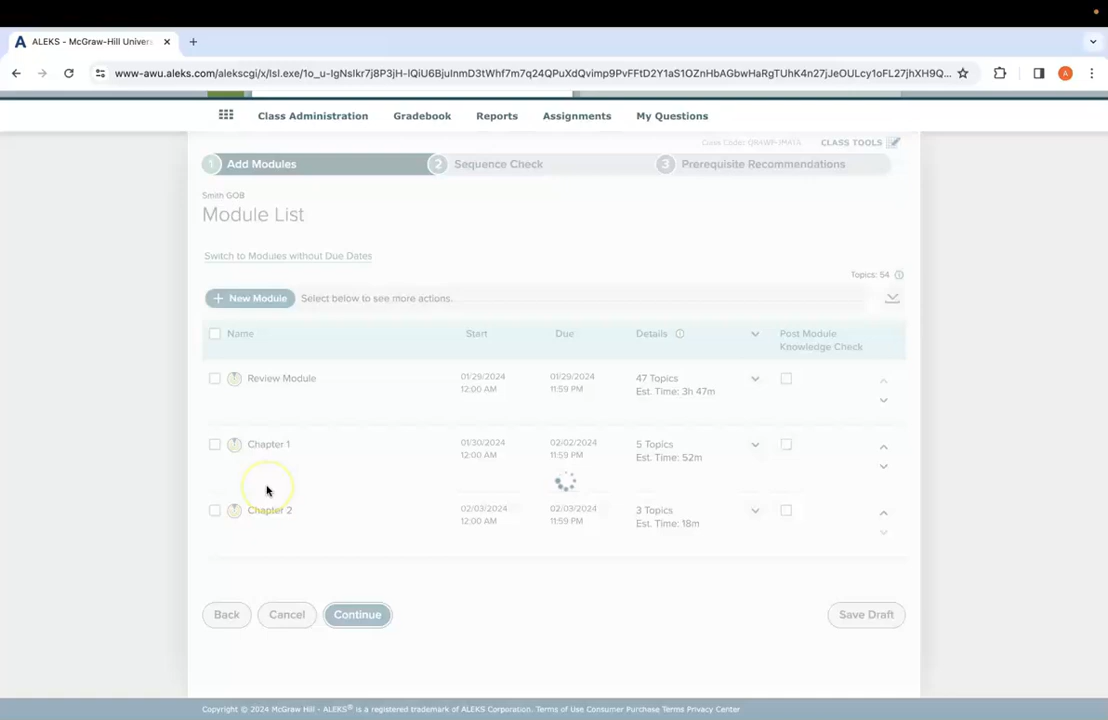 ALEKS - McGraw-Hill Univers
www-awu.aleks.com/alekscgi/x/Isl.exe/1o_u-IgNsIkr7j8P3jH-IQiU6BjuInmD3tWhf7m7q24QPuXdQvimp9PvFFtD2Y1aS1OZnHbAGbwHaRgTUhK4n27jJeOULcy1oFL27jhXH9Q...
Class Administration Gradebook Reports Assignments My Questions
Class Code: QRAWP-JMATA CLASS TOOLS
1 Add Modules 2 Sequence Check 3 Prerequisite Recommendations
Smith GOB
Module List
Switch to Modules without Due Dates
Topics: 54
+ New Module Select below to see more actions.
Name Start Due Details Post Module
Knowledge Check
Review Module 01/29/2024 01/29/2024 47 Topics
12:00 AM 11:59 PM Est. Time: 3h 47m
Chapter 1 01/30/2024 02/02/2024 5 Topics
12:00 AM 11:59 PM Est. Time: 52m
Chapter 2 02/03/2024 02/03/2024 3 Topics
12:00 AM 11:59 PM Est. Time: 18m
Back Cancel Continue Save Draft
Copyright © 2024 McGraw Hill - ALEKS® is a registered trademark of ALEKS Corporation. Terms of Use Consumer Purchase Terms Privacy Center